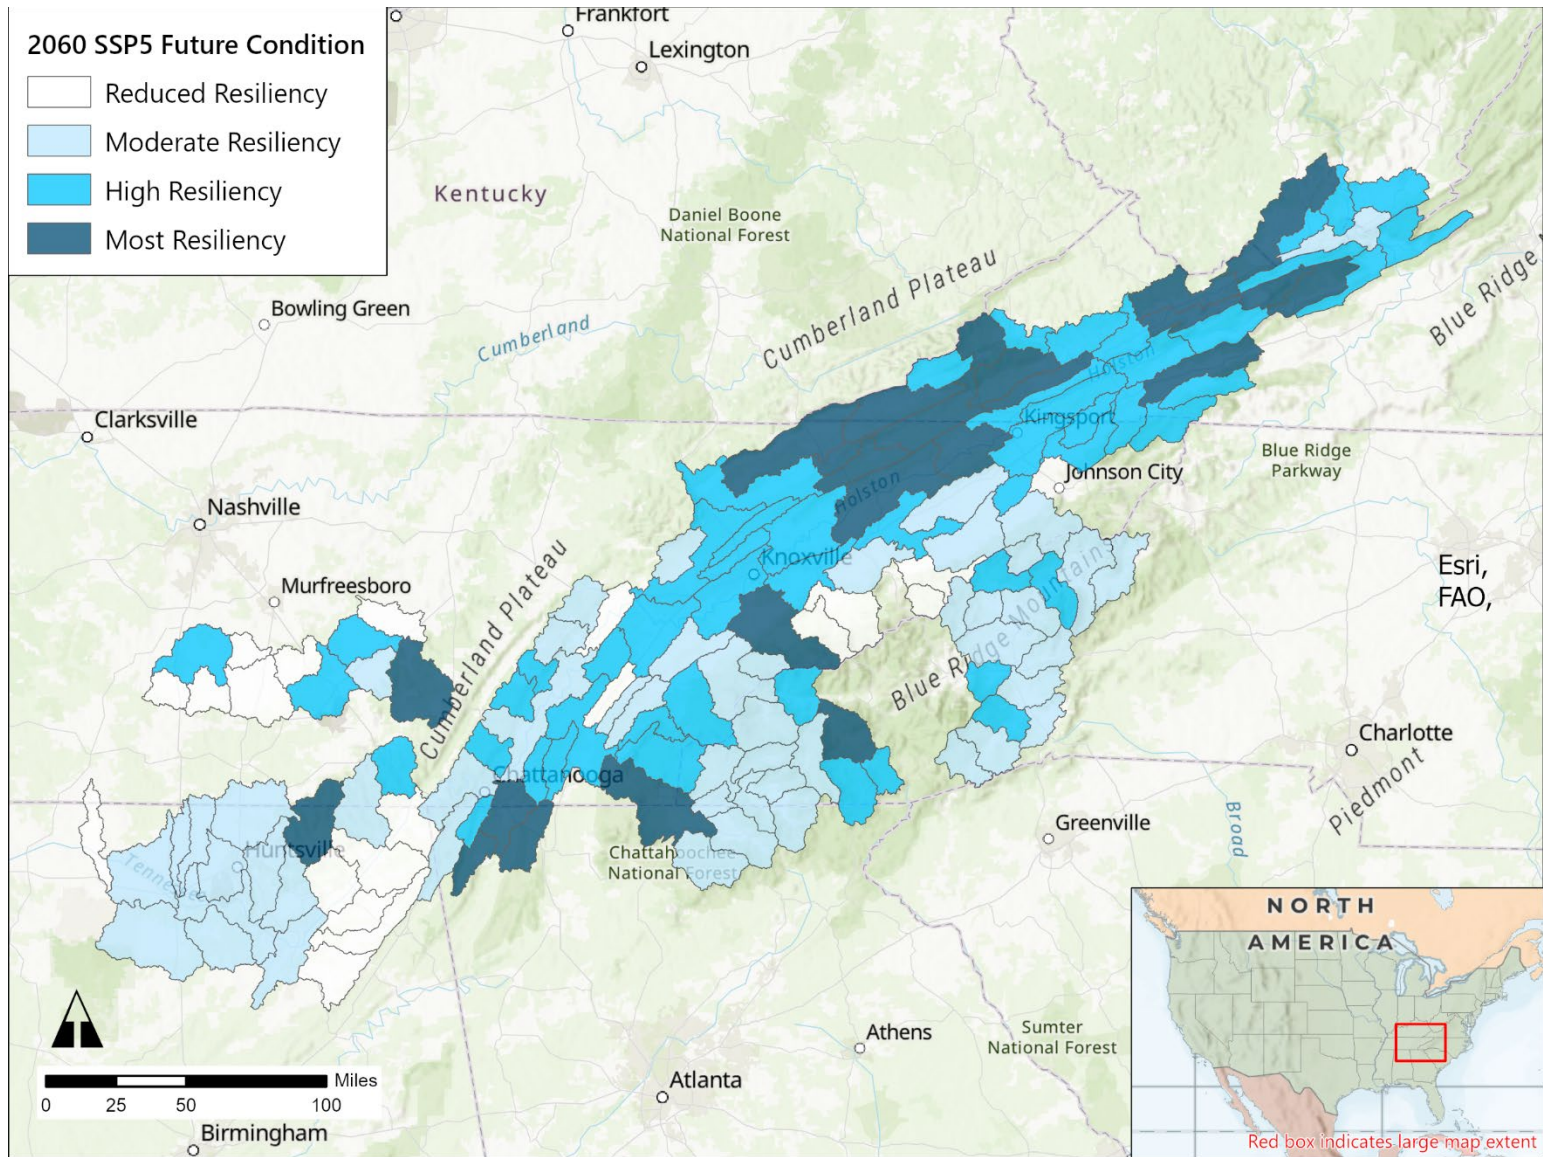 2060 SSP5 Future Condition
Reduced Resiliency
Moderate Resiliency
High Resiliency
Most Resiliency
Frankfort
Lexington
Kentucky
Daniel Boone
National Forest
Bowling Green
Cumberland
Cumberland Plateau
Blue Ridge
Clarksville
Holston
Kingsport
Blue Ridge
Parkway
Johnson City
Nashville
Holston
Knoxville
Murfreesboro
Cumberland Plateau
Blue Ridge Mountains
Esri,
FAO,
Charlotte
Piedmont
Chattanooga
Broad
Greenville
Huntsville
Tennessee
Chattahoochee
National Forest
NORTH
AMERICA
Athens
Sumter
National Forest
Atlanta
Miles
0 25 50 100
Birmingham
Red box indicates large map extent